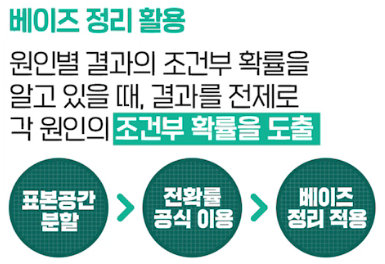 베이즈 정리 활용
원인별 결과의 조건부 확률을
알고 있을 때, 결과를 전제로
각 원인의 조건부 확률을 도출
표본공간
분할
전확률
공식 이용
베이즈
정리 적용